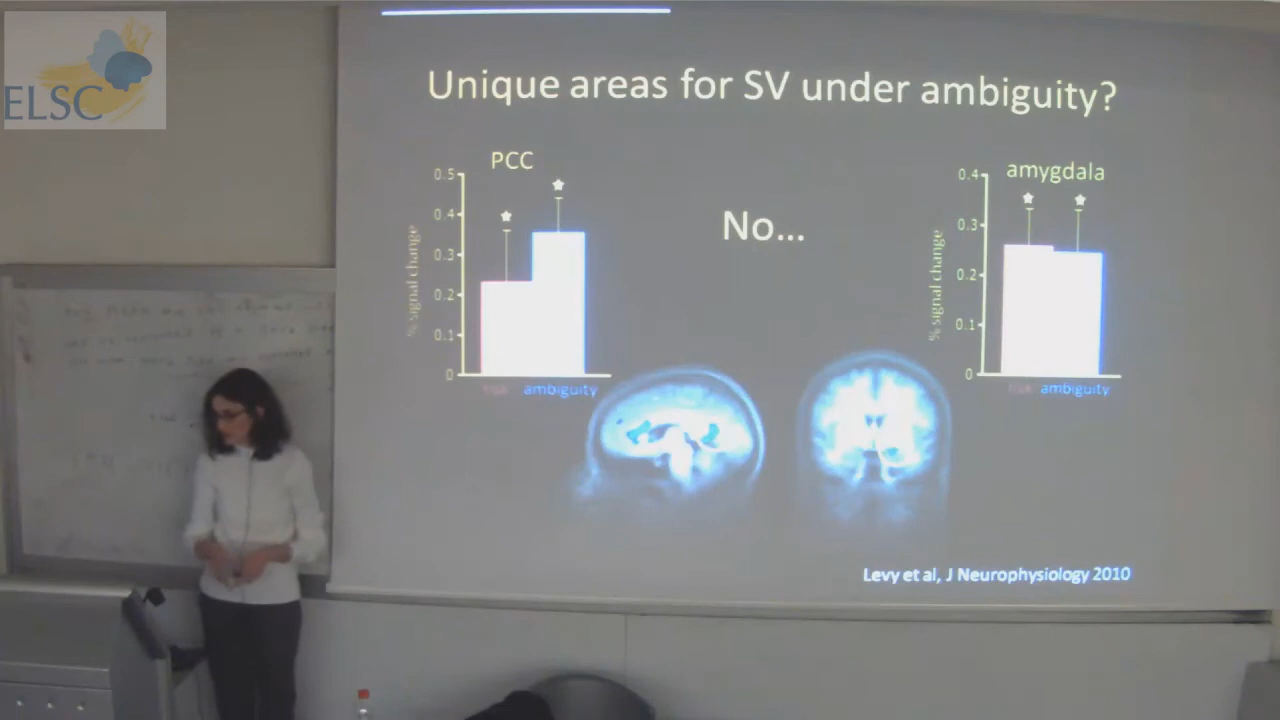 ELSC
Unique areas for SV under ambiguity?
PCC
0.5
0.4
0.3
0.2
0.1
0
% signal change
risk ambiguity
No...
amygdala
0.4
0.3
0.2
0.1
0
% signal change
risk ambiguity
Levy et al, J Neurophysiology 2010